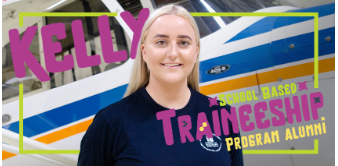 KELLY
SCHOOL BASED
TRAINEESHIP
PROGRAM ALUMNI